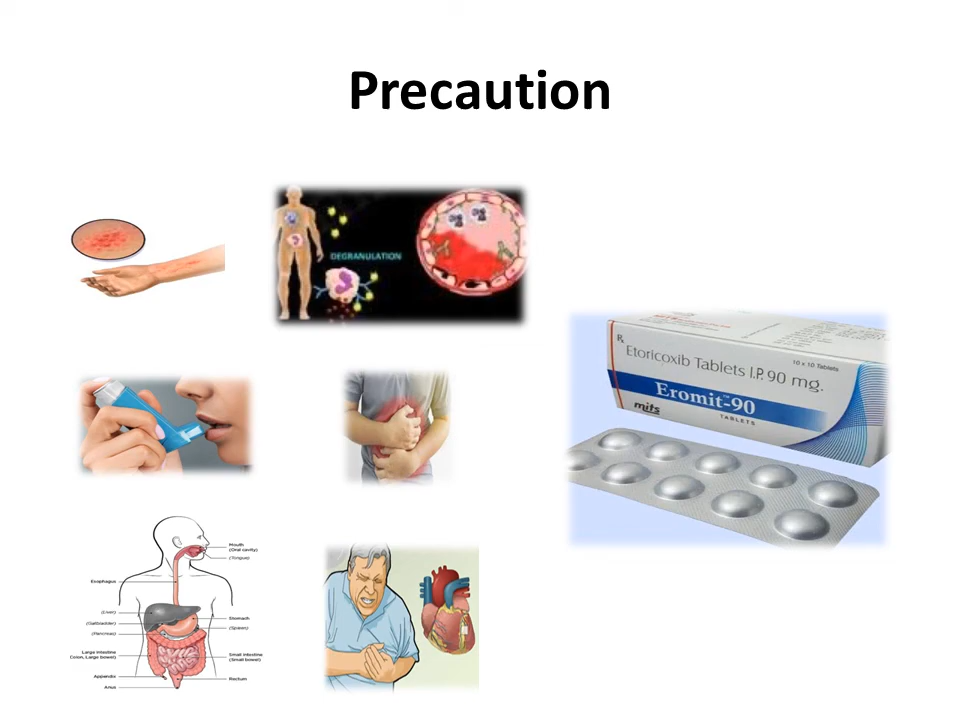 Precaution
DEGRANULATION
Rx
Etoricoxib Tablets I.P. 90 mg.
10 x 10 Tablets
Eromit-90
TABLETS
mits
Mouth
(Oral cavity)
(Tongue)
Esophagus
(Liver)
(Gallbladder)
(Pancreas)
Stomach
(Spleen)
Large Intestine
(Colon, Large bowel)
Small Intestine
(Small bowel)
Appendix
Rectum
Anus